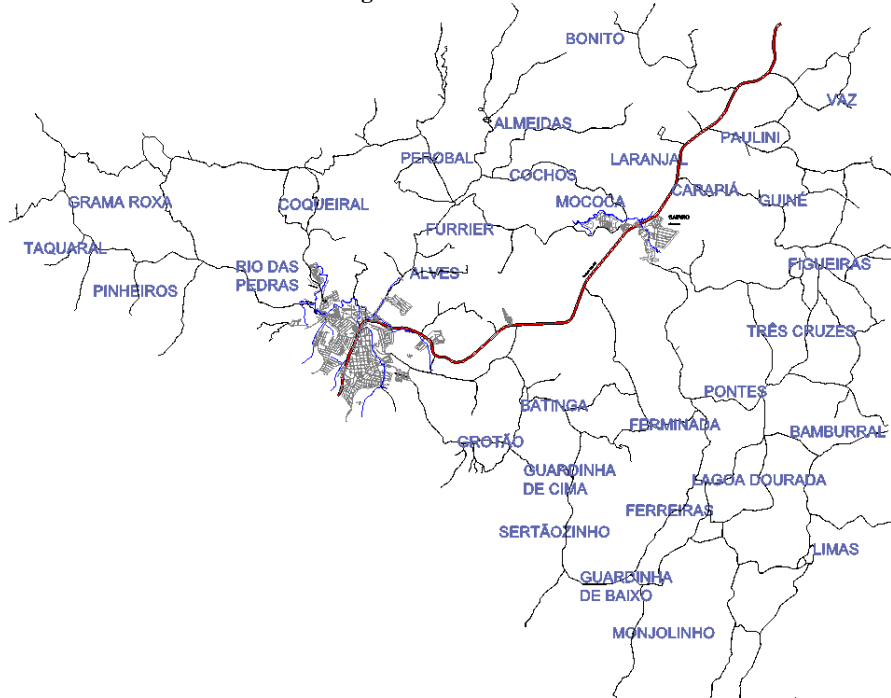 BONITO
VAZ
ALMEIDAS
PAULINI
PEROBAL
LARANJAL
COCHOS
CARAPIÁ
GRAMA ROXA
COQUEIRAL
MOCOCA
GUINÉ
BAIRRO
FURRIER
TAQUARAL
RIO DAS
PEDRAS
ALVES
FIGUEIRAS
PINHEIROS
TRÊS CRUZES
PONTES
BATINGA
FERMINADA
BAMBURRAL
GROTÃO
GUARDINHA
DE CIMA
LAGOA DOURADA
FERREIRAS
SERTÃOZINHO
LIMAS
GUARDINHA
DE BAIXO
MONJOLINHO